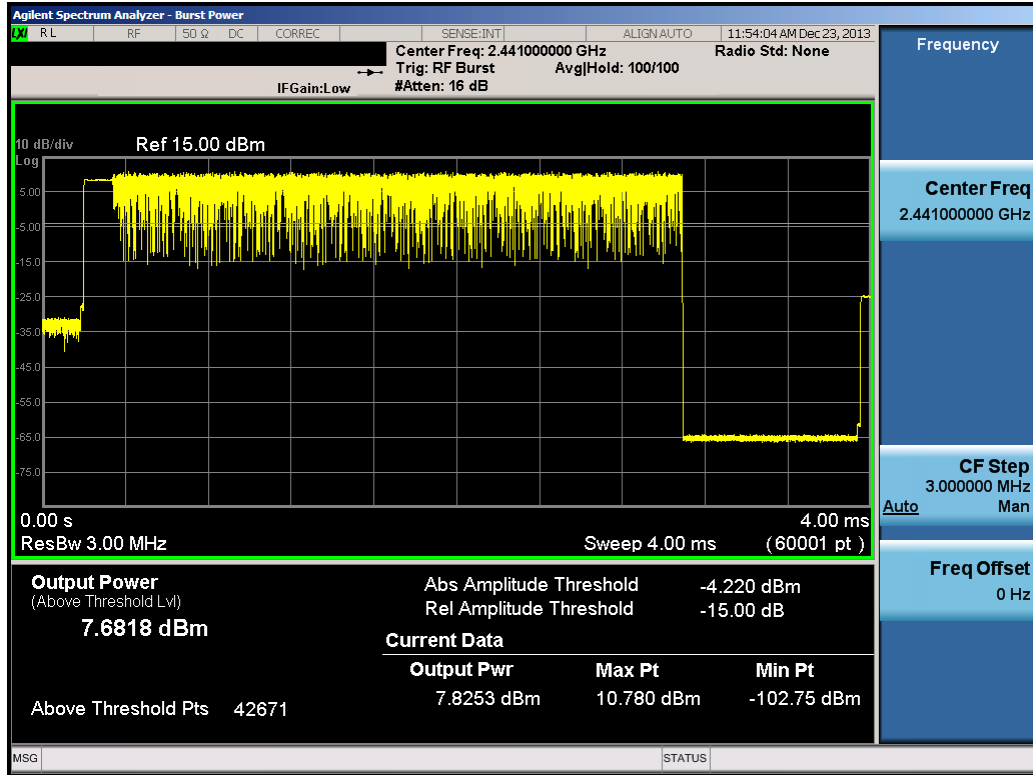 Agilent Spectrum Analyzer - Burst Power
LXI RL RF 50 Ω DC CORREC SENSE:INT ALIGN AUTO 11:54:04 AM Dec 23, 2013
Center Freq: 2.441000000 GHz Radio Std: None
Trig: RF Burst Avg|Hold: 100/100
IFGain:Low #Atten: 16 dB
10 dB/div Ref 15.00 dBm
Log
5.00
-5.00
-15.0
-25.0
-35.0
-45.0
-55.0
-65.0
-75.0
0.00 s 4.00 ms
ResBw 3.00 MHz Sweep 4.00 ms (60001 pt )
Output Power
(Above Threshold Lvl)
7.6818 dBm
Above Threshold Pts 42671
Abs Amplitude Threshold -4.220 dBm
Rel Amplitude Threshold -15.00 dB
Current Data
Output Pwr Max Pt Min Pt
7.8253 dBm 10.780 dBm -102.75 dBm
MSG STATUS
Frequency
Center Freq
2.441000000 GHz
CF Step
3.000000 MHz
Auto Man
Freq Offset
0 Hz